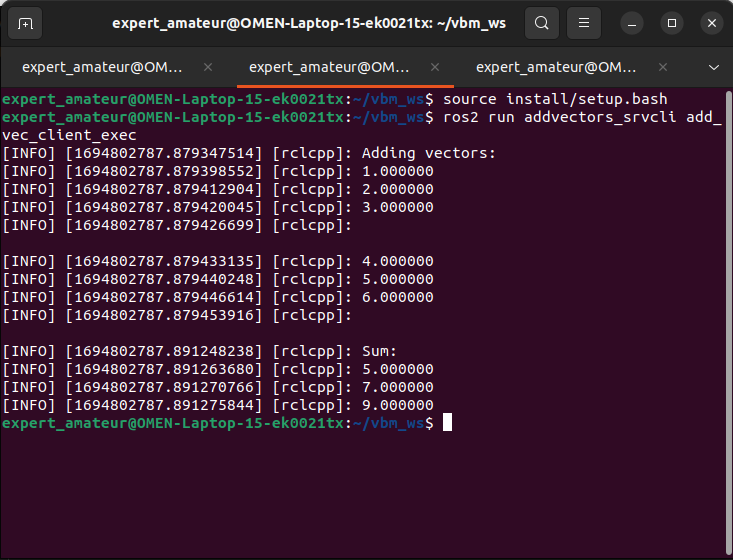 expert_amateur@OMEN-Laptop-15-ek0021tx: ~/vbm_ws
expert_amateur@OM...
expert_amateur@OM...
expert_amateur@OM...
expert_amateur@OMEN-Laptop-15-ek0021tx:~/vbm_ws$ source install/setup.bash
expert_amateur@OMEN-Laptop-15-ek0021tx:~/vbm_ws$ ros2 run addvectors_srvcli add_
vec_client_exec
[INFO] [1694802787.879347514] [rclcpp]: Adding vectors:
[INFO] [1694802787.879398552] [rclcpp]: 1.000000
[INFO] [1694802787.879412904] [rclcpp]: 2.000000
[INFO] [1694802787.879420045] [rclcpp]: 3.000000
[INFO] [1694802787.879426699] [rclcpp]:
[INFO] [1694802787.879433135] [rclcpp]: 4.000000
[INFO] [1694802787.879440248] [rclcpp]: 5.000000
[INFO] [1694802787.879446614] [rclcpp]: 6.000000
[INFO] [1694802787.879453916] [rclcpp]:
[INFO] [1694802787.891248238] [rclcpp]: Sum:
[INFO] [1694802787.891263680] [rclcpp]: 5.000000
[INFO] [1694802787.891270766] [rclcpp]: 7.000000
[INFO] [1694802787.891275844] [rclcpp]: 9.000000
expert_amateur@OMEN-Laptop-15-ek0021tx:~/vbm_ws$